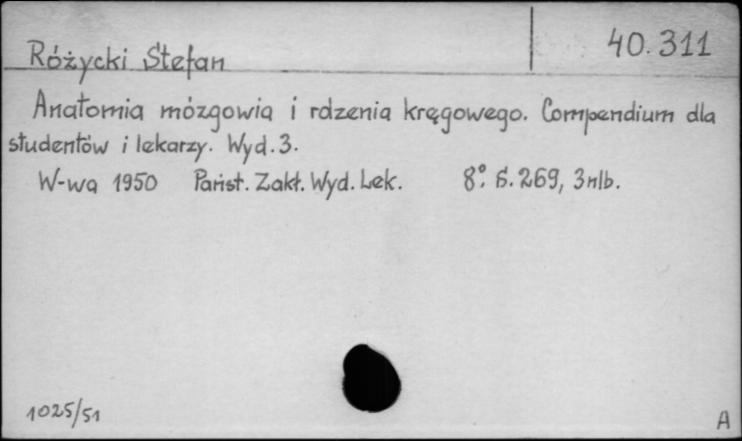 Różycki Stefan
40.311
Anatomia mózgowia i rdzenia kręgowego. Compendium dla
studentów i lekarzy. Wyd. 3.
W-wa 1950 Państ. Zakł. Wyd. Lek. 8°. S. 269, 3 nlb.
1025/51
A